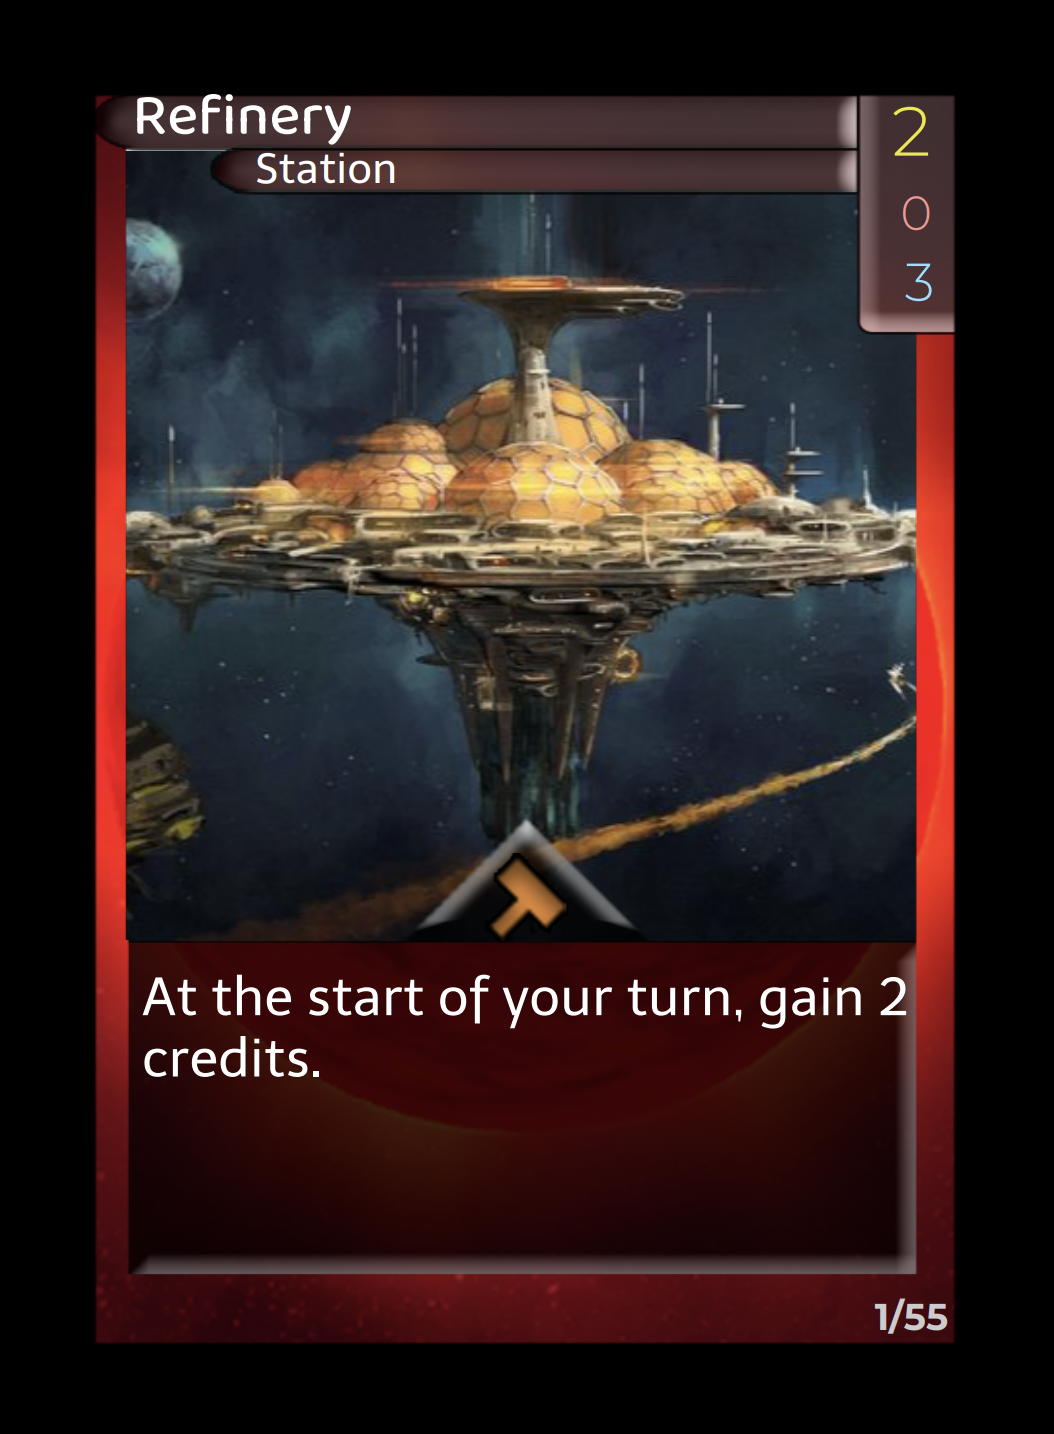 Refinery
2
Station
0
3
At the start of your turn, gain 2
credits.
1/55